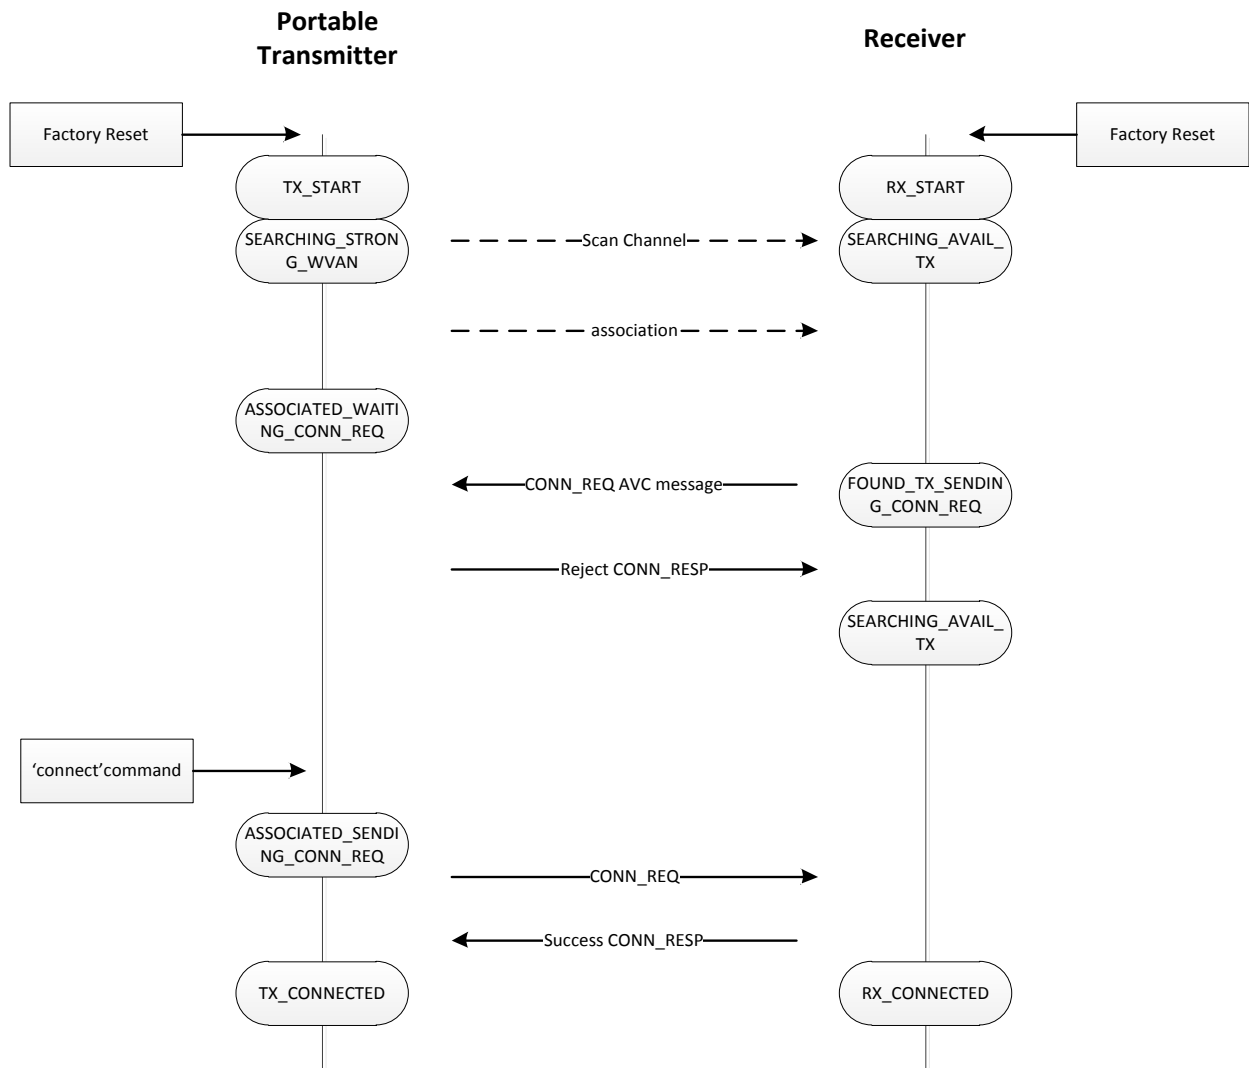 Portable
Transmitter
Receiver
Factory Reset
Factory Reset
TX_START
RX_START
SEARCHING_STRON
G_WVAN
Scan Channel
SEARCHING_AVAIL_
TX
association
ASSOCIATED_WAITI
NG_CONN_REQ
CONN_REQ AVC message
FOUND_TX_SENDIN
G_CONN_REQ
Reject CONN_RESP
SEARCHING_AVAIL_
TX
‘connect’command
ASSOCIATED_SENDI
NG_CONN_REQ
CONN_REQ
Success CONN_RESP
TX_CONNECTED
RX_CONNECTED